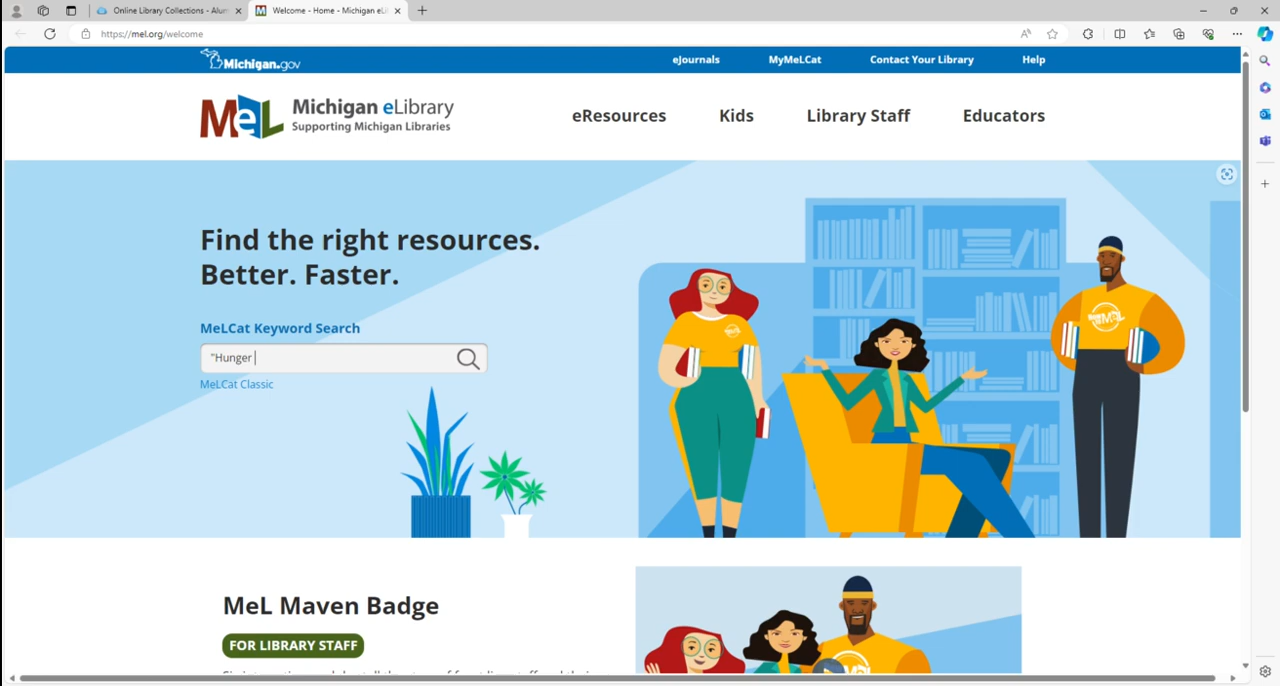 Online Library Collections - Alum
Welcome - Home - Michigan eLi
https://mel.org/welcome
Michigan.gov
eJournals
MyMeLCat
Contact Your Library
Help
MeL Michigan eLibrary
Supporting Michigan Libraries
eResources
Kids
Library Staff
Educators
Find the right resources.
Better. Faster.
MeLCat Keyword Search
"Hunger
MeLCat Classic
MeL Maven Badge
FOR LIBRARY STAFF